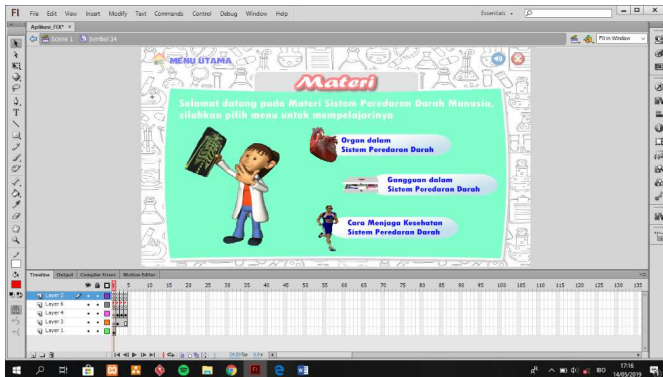 Fl File Edit View Insert Modify Text Commands Control Debug Window Help Essentials
Aplikasi_FIX*
Scene 1 Symbol 24 Fit in Window
MENU UTAMA
Materi
Selamat datang pada Materi Sistem Peredaran Darah Manusia,
silahkan pilih menu untuk mempelajarinya
Organ dalam
Sistem Peredaran Darah
Gangguan dalam
Sistem Peredaran Darah
Cara Menjaga Kesehatan
Sistem Peredaran Darah
Timeline Output Compiler Errors Motion Editor
5 10 15 20 25 30 35 40 45 50 55 60 65 70 75 80 85 90 95 100 105 110 115 120 125 130 135
Layer 2
Layer 6
Layer 4
Layer 3
Layer 1
IND 17:16
14/05/2019